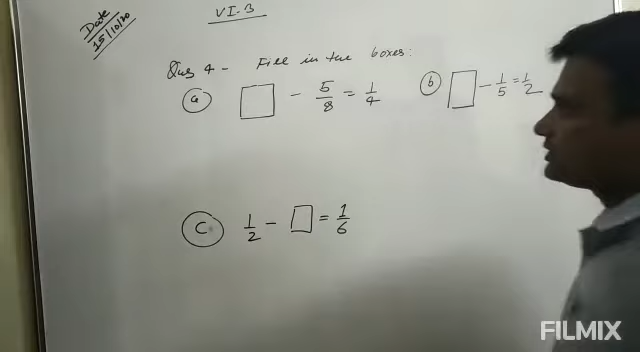 Date
15/10/20
VI-B
Ques 4 - Fill in the boxes:
(a) □ - 5/8 = 1/4
(b) □ - 1/5 = 1/2
(c) 1/2 - □ = 1/6
FILMIX